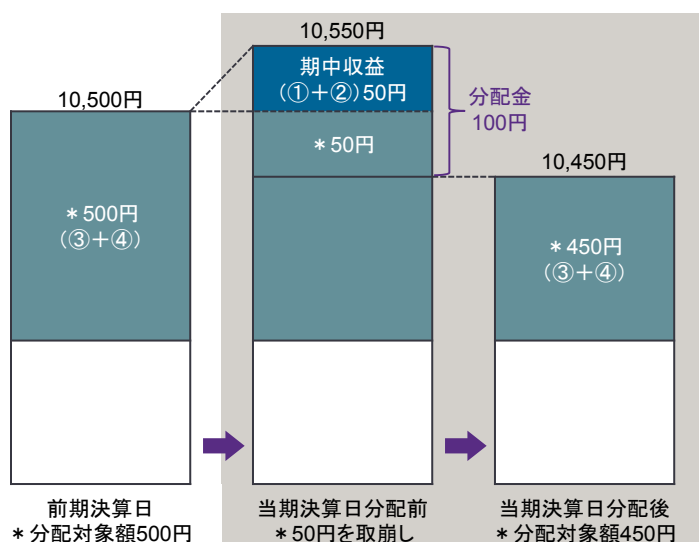 10,500円
＊500円
（③＋④）
前期決算日
＊分配対象額500円
10,550円
期中収益
（①＋②）50円
＊50円
分配金
100円
当期決算日分配前
＊50円を取崩し
10,450円
＊450円
（③＋④）
当期決算日分配後
＊分配対象額450円